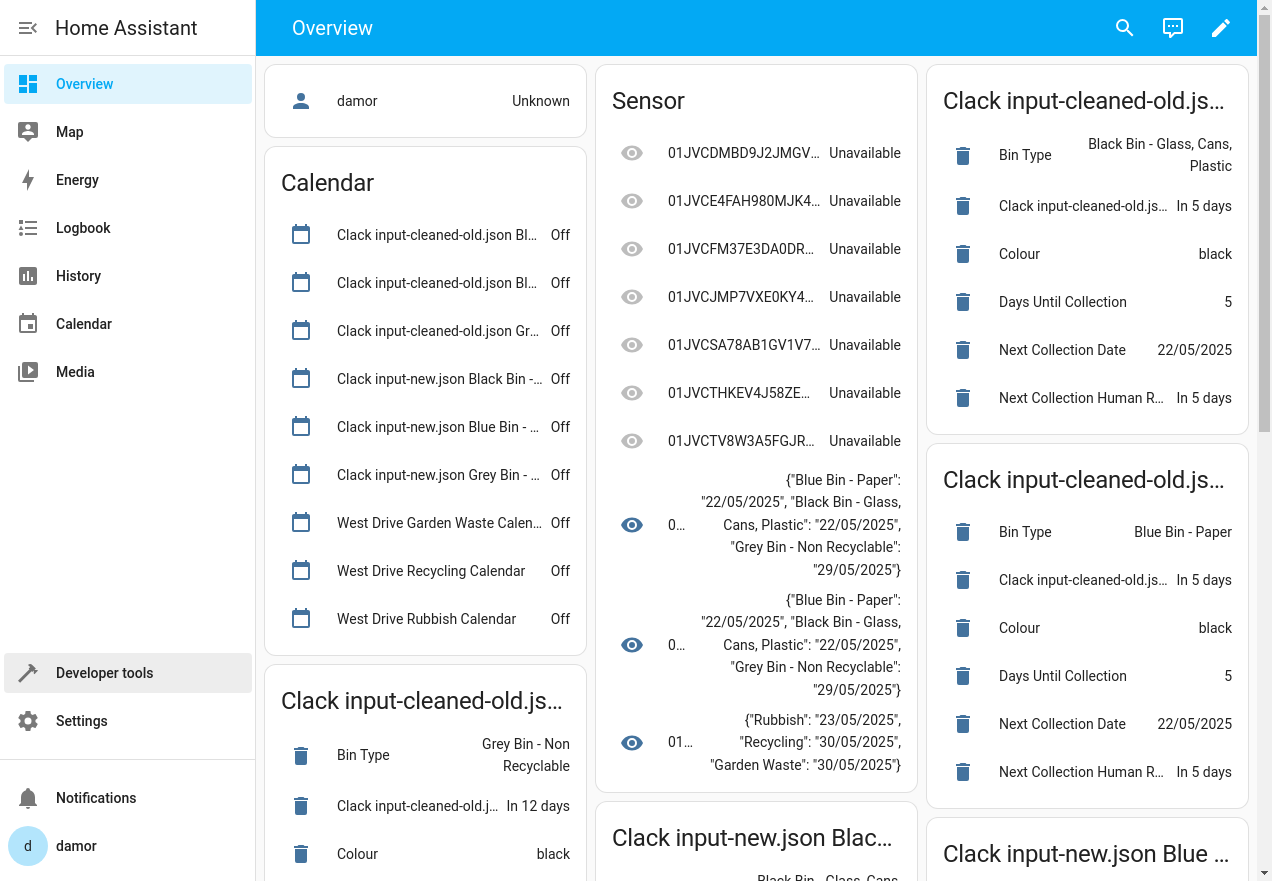 Home Assistant
Overview
Map
Energy
Logbook
History
Calendar
Media
Developer tools
Settings
Notifications
d damor
Overview
damor Unknown
Calendar
Clack input-cleaned-old.json Bl... Off
Clack input-cleaned-old.json Bl... Off
Clack input-cleaned-old.json Gr... Off
Clack input-new.json Black Bin -... Off
Clack input-new.json Blue Bin - ... Off
Clack input-new.json Grey Bin - ... Off
West Drive Garden Waste Calen... Off
West Drive Recycling Calendar Off
West Drive Rubbish Calendar Off
Clack input-cleaned-old.js...
Bin Type Grey Bin - Non
Recyclable
Clack input-cleaned-old.j... In 12 days
Colour black
Sensor
01JVCDMBD9J2JMGV... Unavailable
01JVCE4FAH980MJK4... Unavailable
01JVCFM37E3DA0DR... Unavailable
01JVCJMP7VXE0KY4... Unavailable
01JVCSA78AB1GV1V7... Unavailable
01JVCTHKEV4J58ZE... Unavailable
01JVCTV8W3A5FGJR... Unavailable
{"Blue Bin - Paper":
"22/05/2025", "Black Bin - Glass,
0... Cans, Plastic": "22/05/2025",
"Grey Bin - Non Recyclable":
"29/05/2025"}
{"Blue Bin - Paper":
"22/05/2025", "Black Bin - Glass,
0... Cans, Plastic": "22/05/2025",
"Grey Bin - Non Recyclable":
"29/05/2025"}
{"Rubbish": "23/05/2025",
01... "Recycling": "30/05/2025",
"Garden Waste": "30/05/2025"}
Clack input-new.json Blac...
Black Bin - Glass, Cans,
Clack input-cleaned-old.js...
Bin Type Black Bin - Glass, Cans,
Plastic
Clack input-cleaned-old.js... In 5 days
Colour black
Days Until Collection 5
Next Collection Date 22/05/2025
Next Collection Human R... In 5 days
Clack input-cleaned-old.js...
Bin Type Blue Bin - Paper
Clack input-cleaned-old.js... In 5 days
Colour black
Days Until Collection 5
Next Collection Date 22/05/2025
Next Collection Human R... In 5 days
Clack input-new.json Blue ...